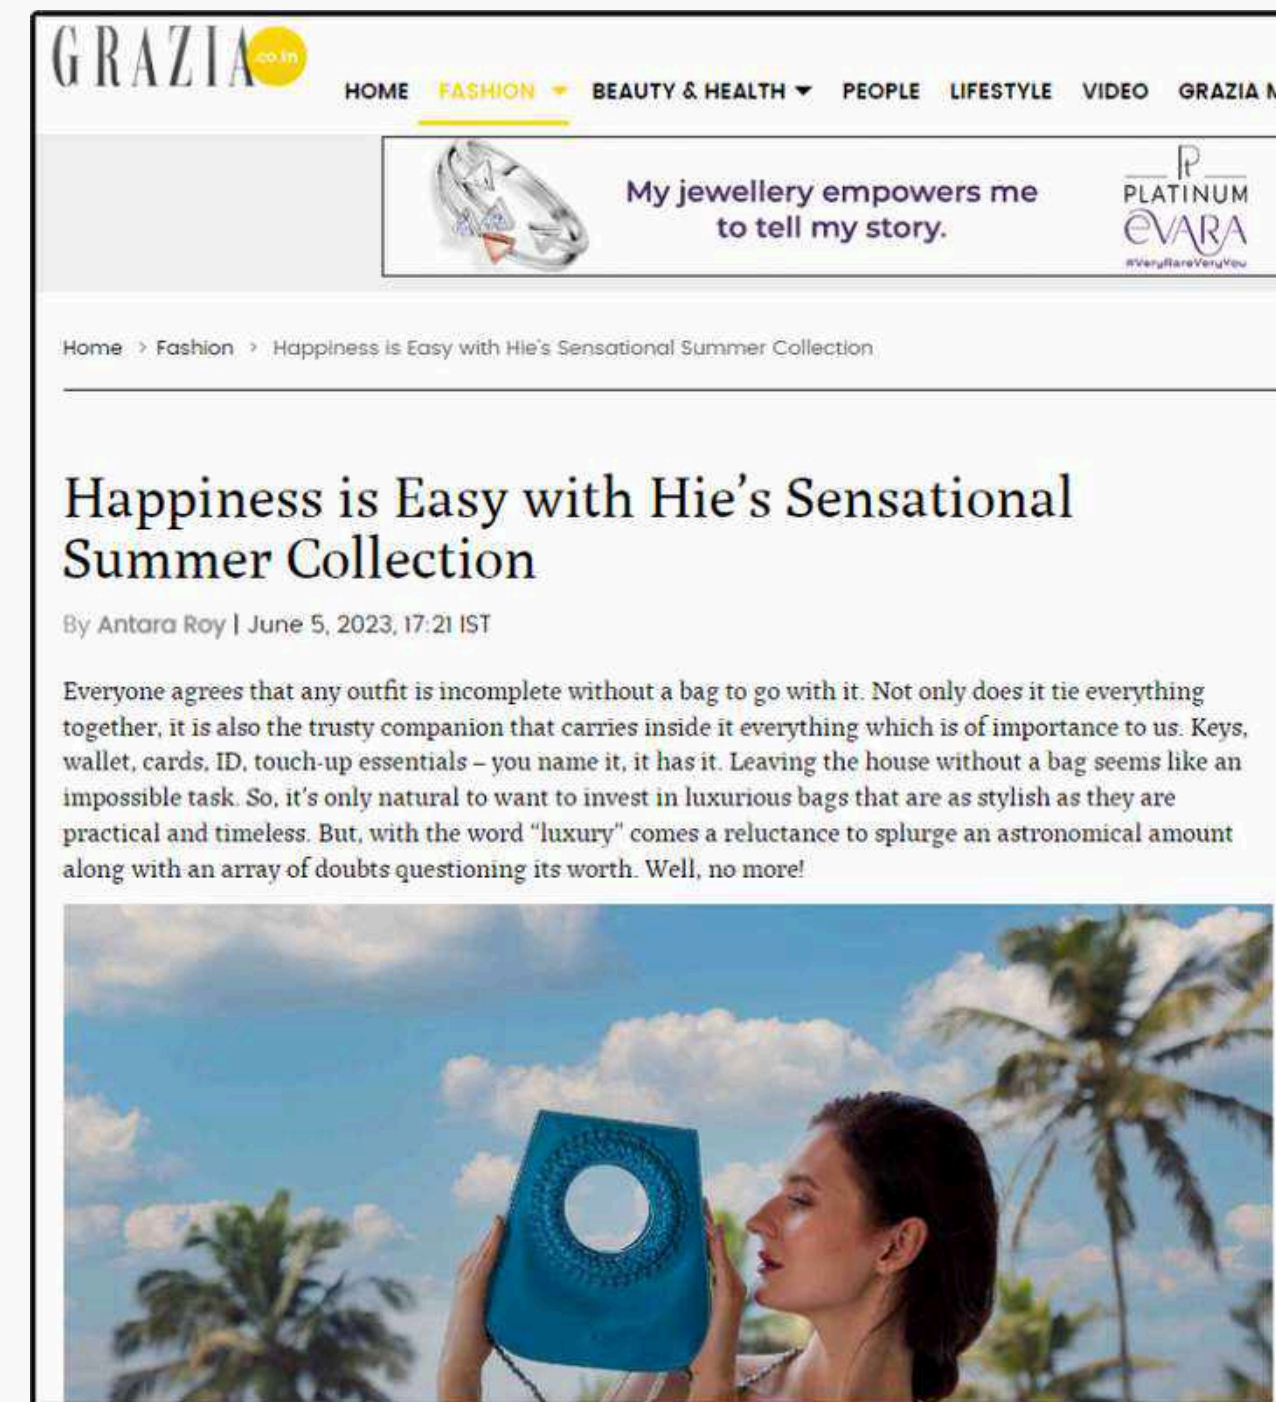 GRAZIA
.co.in
HOME FASHION BEAUTY & HEALTH PEOPLE LIFESTYLE VIDEO GRAZIA
My jewellery empowers me
to tell my story.
Pt
PLATINUM
EVARA
#VeryRareVeryYou
Home > Fashion > Happiness is Easy with Hie's Sensational Summer Collection
Happiness is Easy with Hie’s Sensational
Summer Collection
By Antara Roy | June 5, 2023, 17:21 IST
Everyone agrees that any outfit is incomplete without a bag to go with it. Not only does it tie everything
together, it is also the trusty companion that carries inside it everything which is of importance to us. Keys,
wallet, cards, ID, touch-up essentials – you name it, it has it. Leaving the house without a bag seems like an
impossible task. So, it’s only natural to want to invest in luxurious bags that are as stylish as they are
practical and timeless. But, with the word “luxury” comes a reluctance to splurge an astronomical amount
along with an array of doubts questioning its worth. Well, no more!